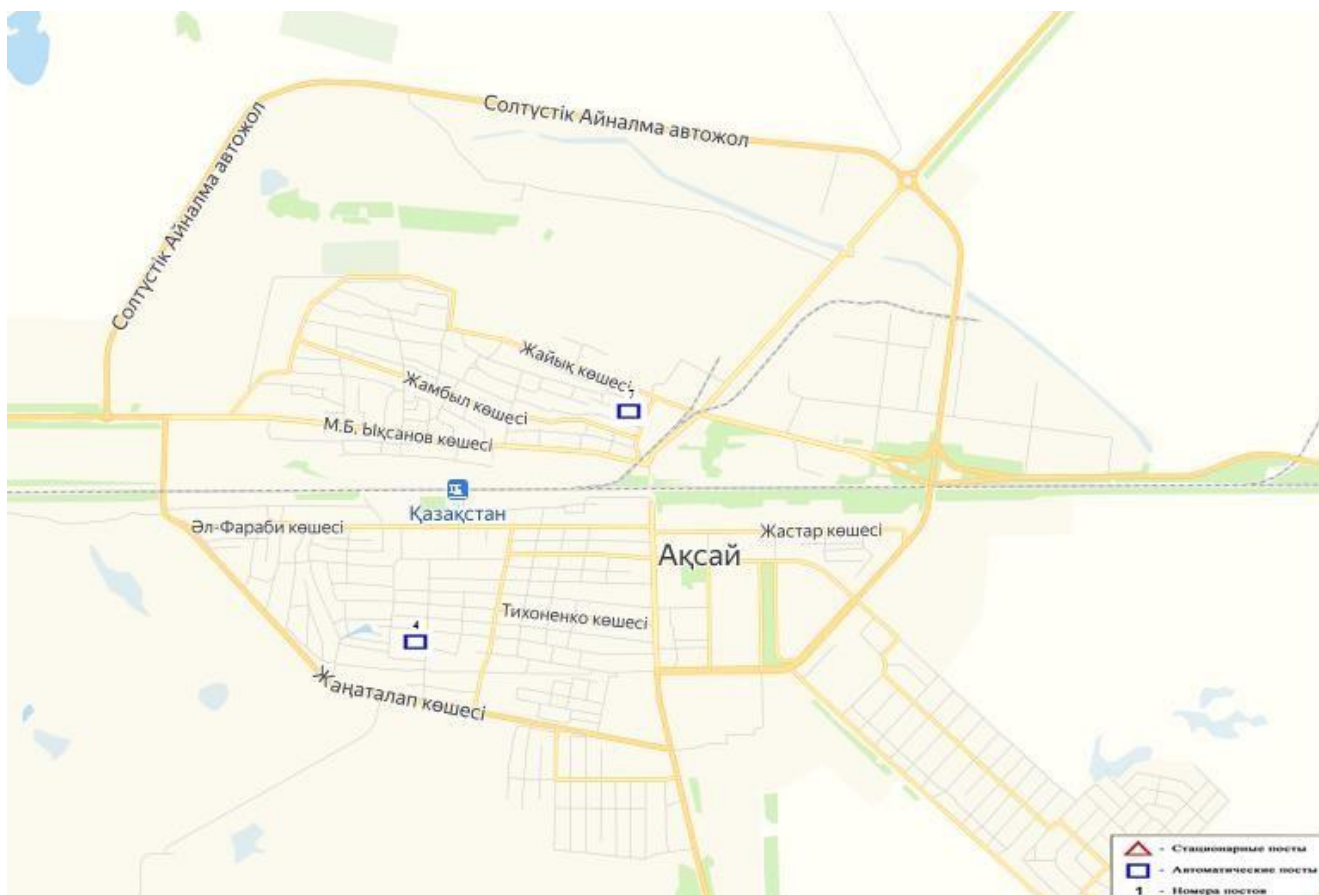 Солтүстік Айналма автожол
Солтүстік Айналма автожол
Жайық көшесі
7
Жамбыл көшесі
М.Б. Ықсанов көшесі
Қазақстан
Әл-Фараби көшесі
Жастар көшесі
Ақсай
Тихоненко көшесі
4
Жаңаталап көшесі
- Стационарные посты
- Автоматические посты
1 - Номера постов